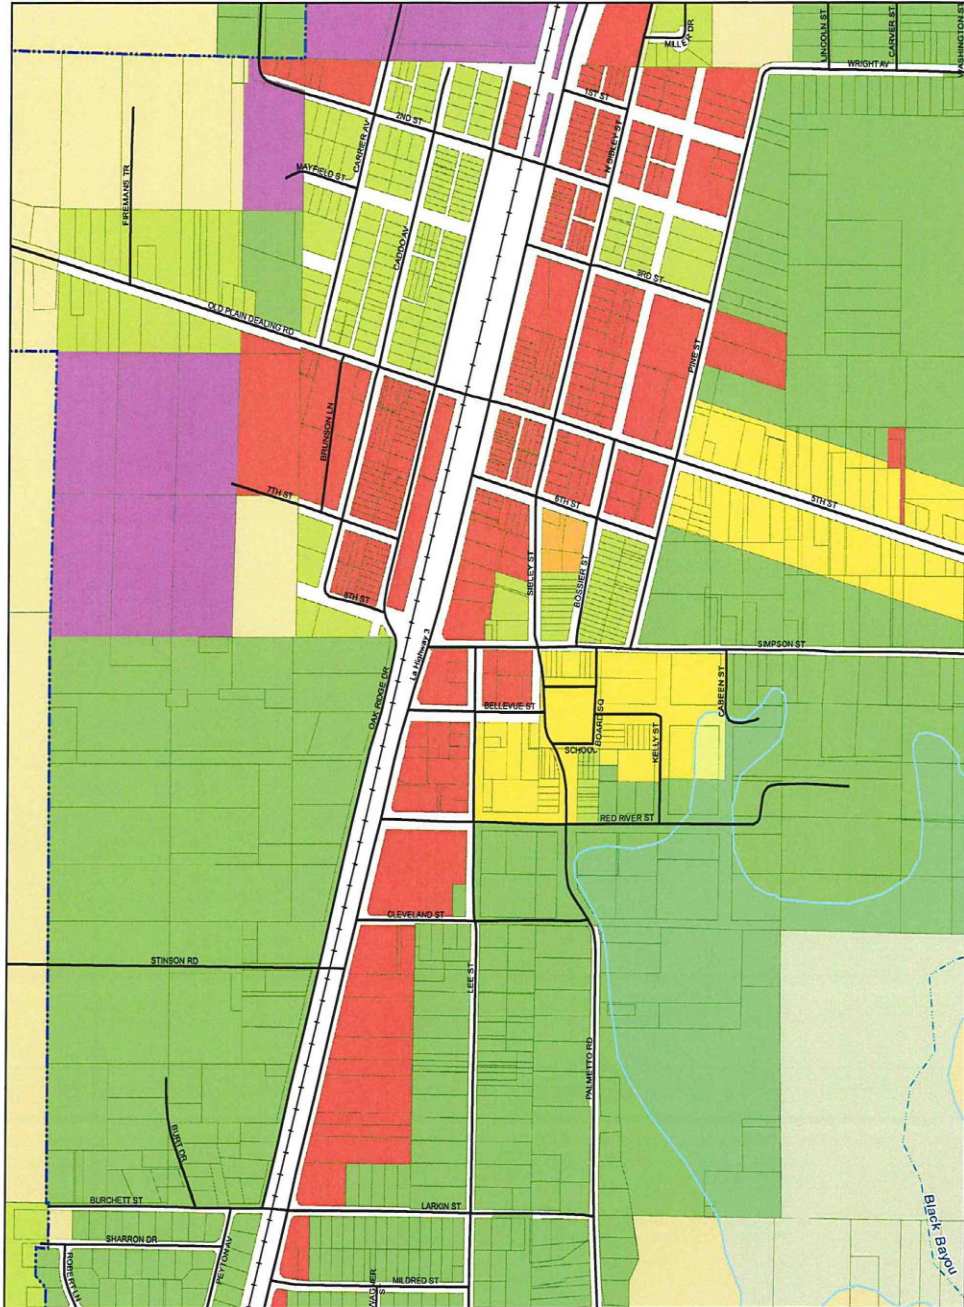 MILLER DR
LINCOLN ST
CARVER ST
WASHINGTON ST
WRIGHT AV
1ST ST
2ND ST
N SIBLEY ST
CARRIER AV
MAYFIELD ST
FIREMANS TR
CADDO AV
3RD ST
OLD PLAIN DEALING RD
PINE ST
BRUNSON LN
7TH ST
5TH ST
6TH ST
SIBLEY ST
BOSSIER ST
8TH ST
La Highway 3
SIMPSON ST
OAK RIDGE DR
BELLEVUE ST
CABEEN ST
SCHOOL
BOARD SQ
KELLY ST
RED RIVER ST
CLEVELAND ST
STINSON RD
LEE ST
PALMETTO RD
BURT DR
BURCHETT ST
LARKIN ST
SHARRON DR
PEYTON AV
ROBERT LN
MILDRED ST
WAGNER
S
Black Bayou